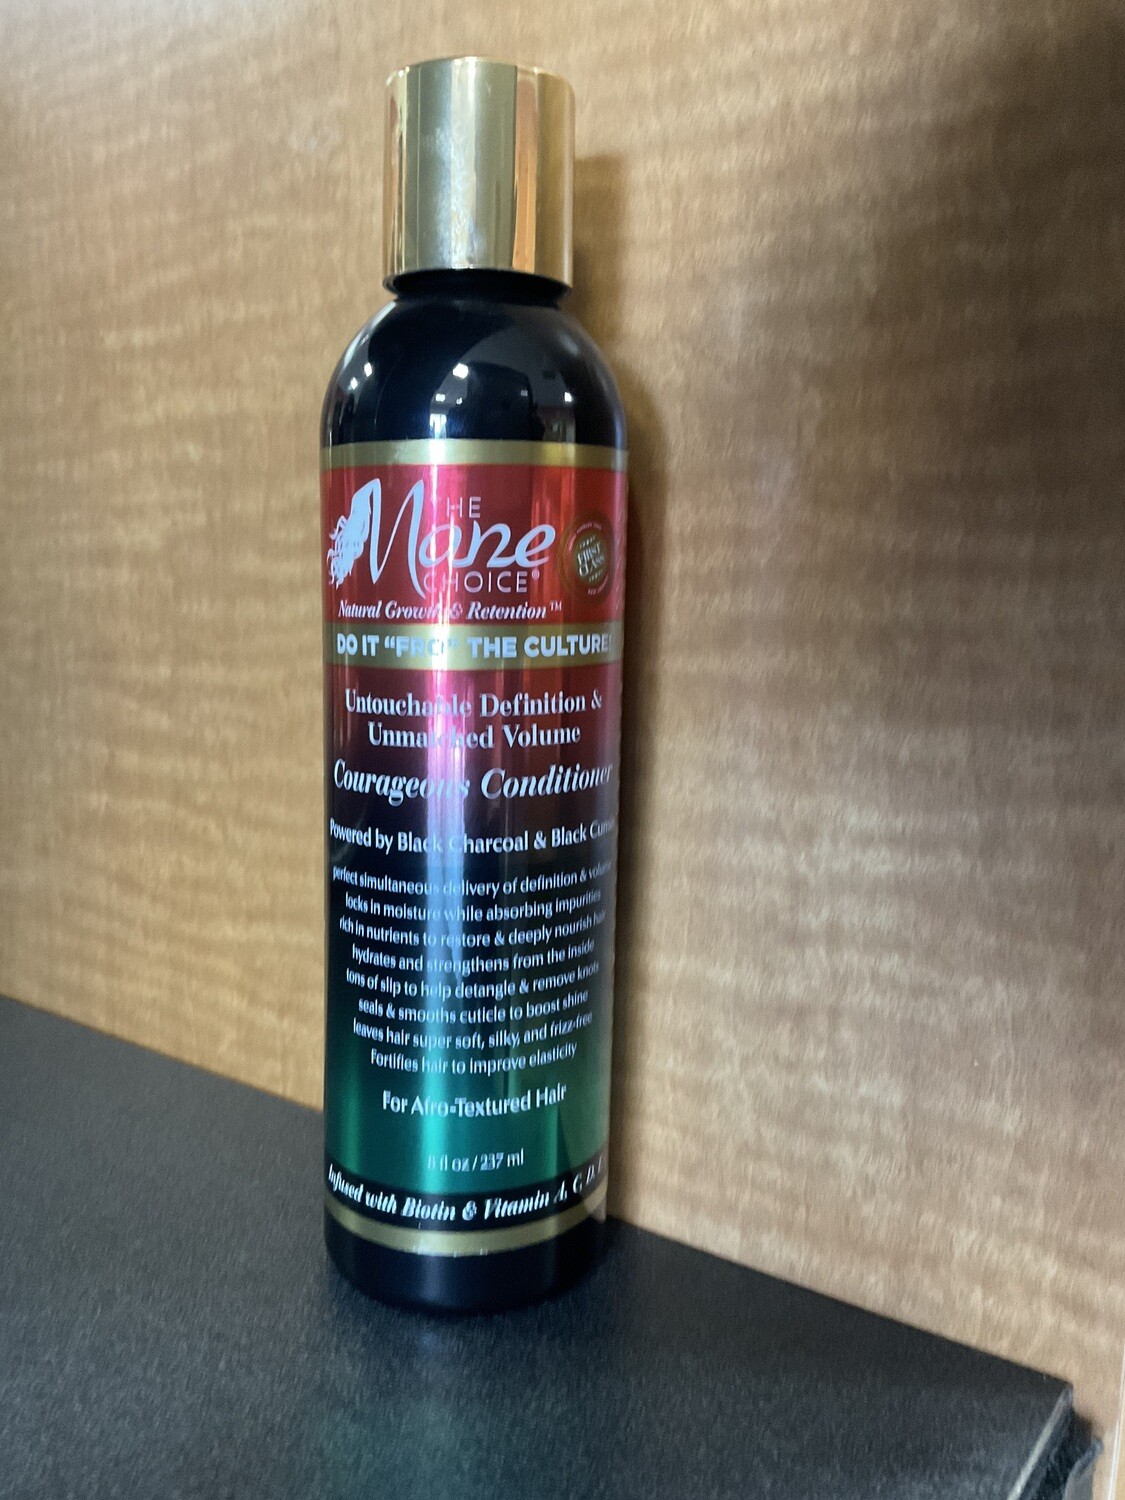 THE
Mane
CHOICE®
FIRST
CLASS
Natural Growth & Retention™
DO IT “FRO” THE CULTURE
Untouchable Definition &
Unmatched Volume
Courageous Conditioner
Powered by Black Charcoal & Black
perfect simultaneous delivery of definition & volume
locks in moisture while absorbing impurities
rich in nutrients to restore & deeply nourish hair
hydrates and strengthens from the inside
tons of slip to help detangle & remove knots
seals & smooths cuticle to boost shine
leaves hair super soft, silky, and frizz-free
Fortifies hair to improve elasticity
For Afro-Textured Hair
8 fl oz / 237 ml
Infused with Biotin & Vitamin A, C, D,